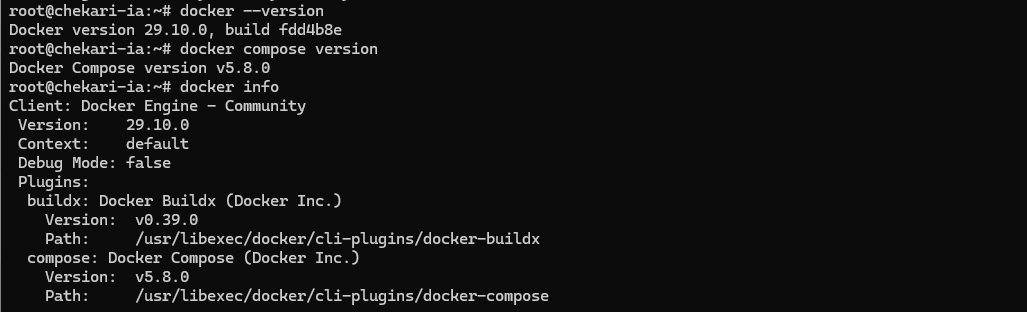 root@chekari-ia:~# docker --version
Docker version 29.10.0, build fdd4b8e
root@chekari-ia:~# docker compose version
Docker Compose version v5.8.0
root@chekari-ia:~# docker info
Client: Docker Engine - Community
 Version:    29.10.0
 Context:    default
 Debug Mode: false
 Plugins:
  buildx: Docker Buildx (Docker Inc.)
    Version:  v0.39.0
    Path:     /usr/libexec/docker/cli-plugins/docker-buildx
  compose: Docker Compose (Docker Inc.)
    Version:  v5.8.0
    Path:     /usr/libexec/docker/cli-plugins/docker-compose